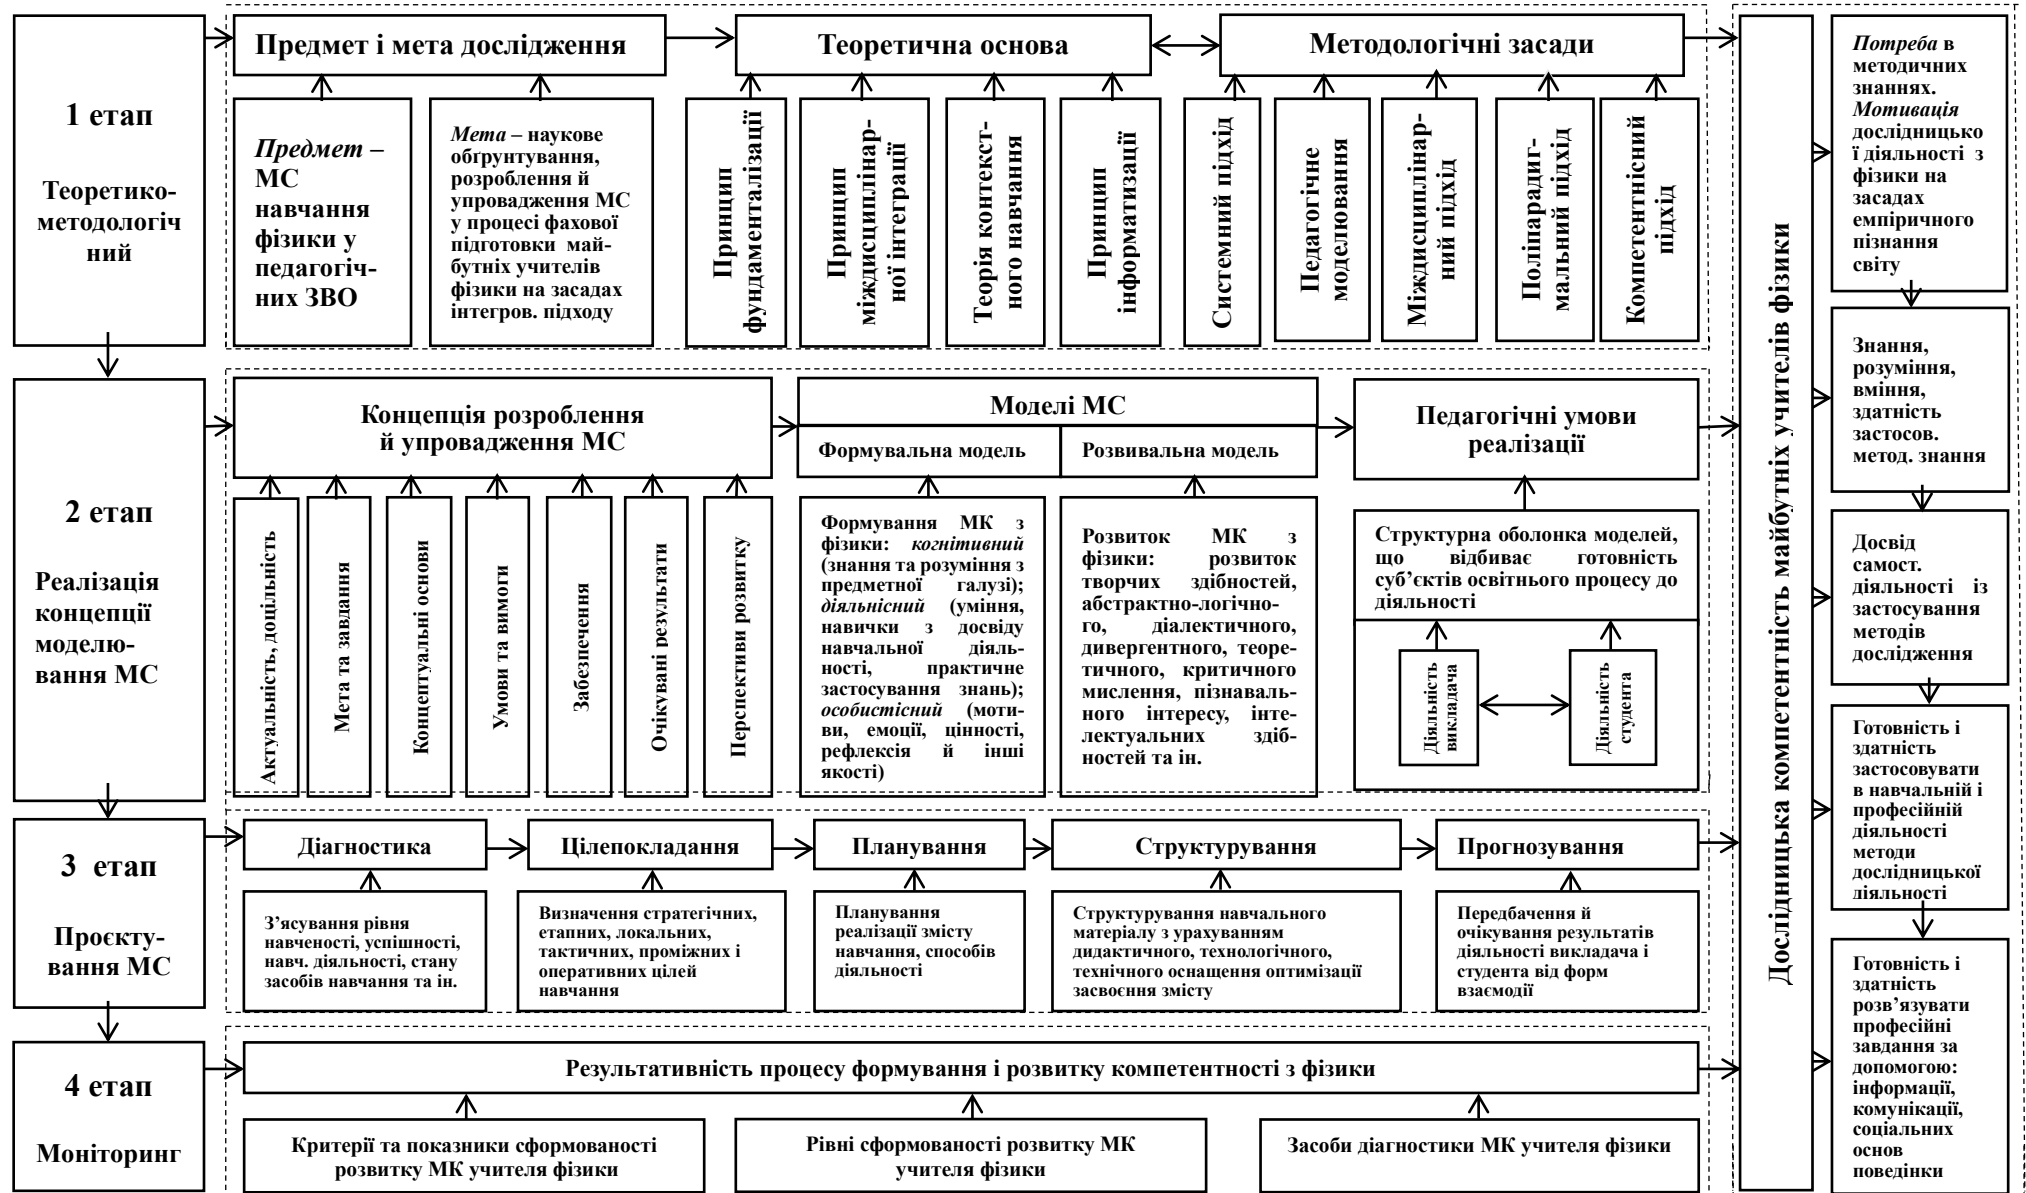 1 етап
Теоретико-
методологіч
ний
Предмет і мета дослідження
Теоретична основа
Методологічні засади
Предмет –
МС
навчання
фізики у
педагогіч-
них ЗВО
Мета – наукове
обґрунтування,
розроблення й
упровадження МС
у процесі фахової
підготовки май-
бутніх учителів
фізики на засадах
інтегров. підходу
Принцип
фундаменталізації
Принцип
міждисциплінар-
ної інтеграції
Теорія контекст-
ного навчання
Принцип
інформатизації
Системний підхід
Педагогічне
моделювання
Міждисциплінар-
ний підхід
Поліпарадиг-
мальний підхід
Компетентнісний
підхід
2 етап
Реалізація
концепції
моделю-
вання МС
Концепція розроблення
й упровадження МС
Актуальність, доцільність
Мета та завдання
Концептуальні основи
Умови та вимоги
Забезпечення
Очікувані результати
Перспективи розвитку
Моделі МС
Формувальна модель
Розвивальна модель
Формування МК з
фізики: когнітивний
(знання та розуміння з
предметної галузі);
діяльнісний (уміння,
навички з досвіду
навчальної діяль-
ності, практичне
застосування знань);
особистісний (моти-
ви, емоції, цінності,
рефлексія й інші
якості)
Розвиток МК з
фізики: розвиток
творчих здібностей,
абстрактно-логічно-
го, діалектичного,
дивергентного, теоре-
тичного, критичного
мислення, пізнаваль-
ного інтересу, інте-
лектуальних здіб-
ностей та ін.
Педагогічні умови
реалізації
Структурна оболонка моделей,
що відбиває готовність
суб’єктів освітнього процесу до
діяльності
Діяльність
викладача
Діяльність
студента
3 етап
Проєкту-
вання МС
Діагностика
Цілепокладання
Планування
Структурування
Прогнозування
З’ясування рівня
навченості, успішності,
навч. діяльності, стану
засобів навчання та ін.
Визначення стратегічних,
етапних, локальних,
тактичних, проміжних і
оперативних цілей
навчання
Планування
реалізації змісту
навчання, способів
діяльності
Структурування навчального
матеріалу з урахуванням
дидактичного, технологічного,
технічного оснащення оптимізації
засвоєння змісту
Передбачення й
очікування результатів
діяльності викладача і
студента від форм
взаємодії
4 етап
Моніторинг
Результативність процесу формування і розвитку компетентності з фізики
Критерії та показники сформованості
розвитку МК учителя фізики
Рівні сформованості розвитку МК
учителя фізики
Засоби діагностики МК учителя фізики
Дослідницька компетентність майбутніх учителів фізики
Потреба в
методичних
знаннях.
Мотивація
дослідницько
ї діяльності з
фізики на
засадах
емпіричного
пізнання
світу
Знання,
розуміння,
вміння,
здатність
застосов.
метод. знання
Досвід
самост.
діяльності із
застосування
методів
дослідження
Готовність і
здатність
застосовувати
в навчальній і
професійній
діяльності
методи
дослідницької
діяльності
Готовність і
здатність
розв’язувати
професійні
завдання за
допомогою:
інформації,
комунікації,
соціальних
основ
поведінки